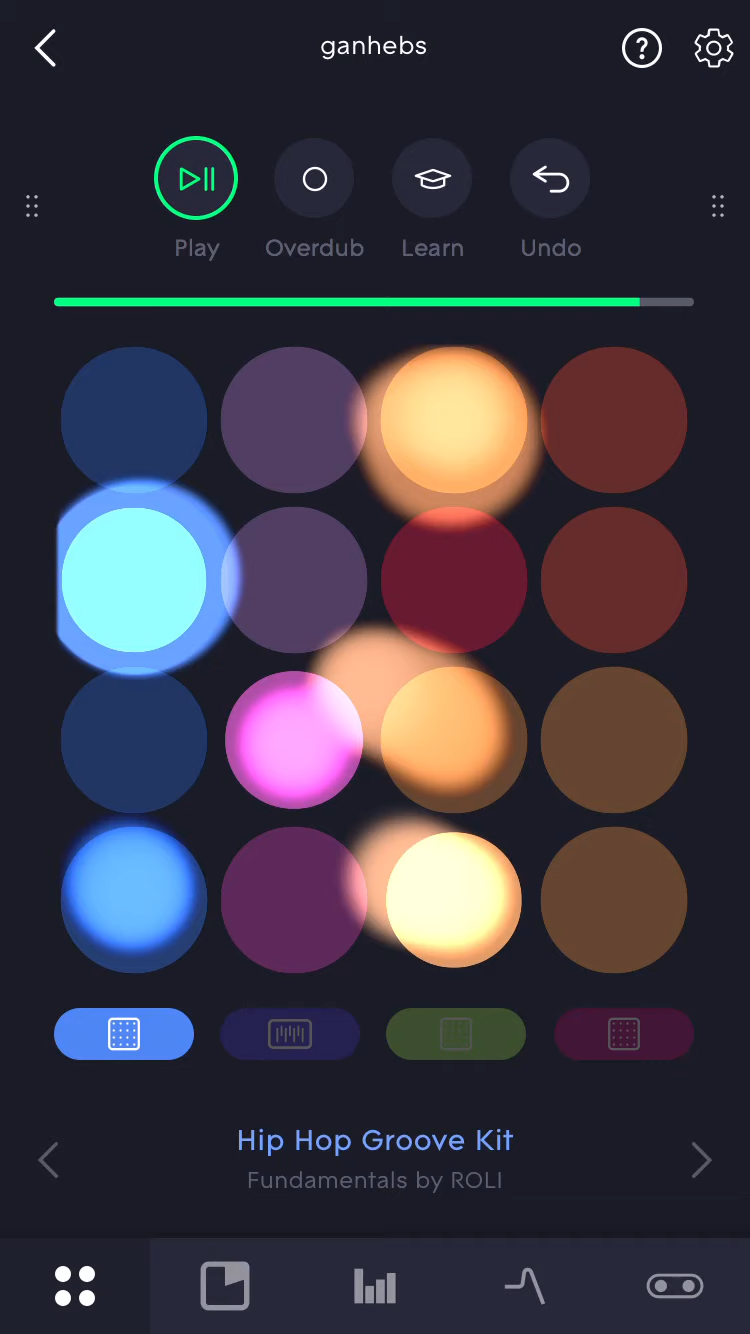 ganhebs
?
Play Overdub Learn Undo
Hip Hop Groove Kit
Fundamentals by ROLI